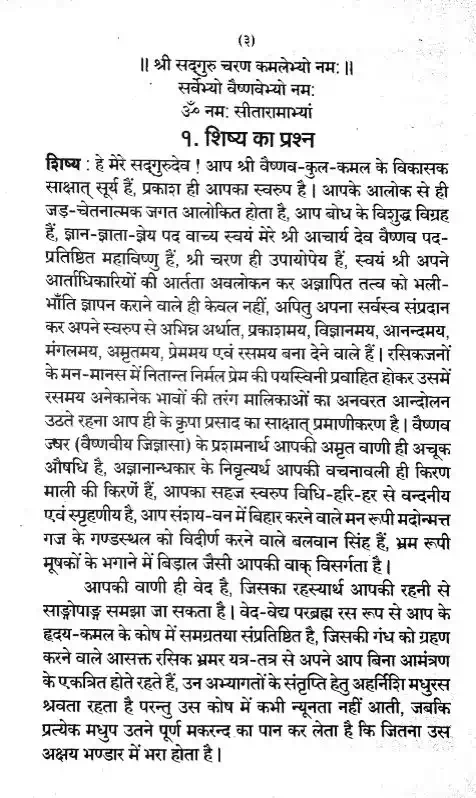 (३)
|| श्री सद्‌गुरु चरण कमलेभ्यो नमः ||
सर्वेभ्यो वैष्णवेभ्यो नमः
ॐ नमः सीतारामाभ्यां
१. शिष्य का प्रश्न
शिष्य : हे मेरे सद्‌गुरुदेव ! आप श्री वैष्णव-कुल-कमल के विकासक
साक्षात् सूर्य हैं, प्रकाश ही आपका स्वरुप है | आपके आलोक से ही
जड़-चेतनात्मक जगत आलोकित होता है, आप बोध के विशुद्ध विग्रह
हैं, ज्ञान-ज्ञाता-ज्ञेय पद वाच्य स्वयं मेरे श्री आचार्य देव वैष्णव पद-
प्रतिष्ठित महाविष्णु हैं, श्री चरण ही उपायोपेय हैं, स्वयं श्री अपने
आर्ताधिकारियों की आर्तता अवलोकन कर अज्ञापित तत्व को भली-
भाँति ज्ञापन कराने वाले ही केवल नहीं, अपितु अपना सर्वस्व संप्रदान
कर अपने स्वरुप से अभिन्न अर्थात, प्रकाशमय, विज्ञानमय, आनन्दमय,
मंगलमय, अमृतमय, प्रेममय एवं रसमय बना देने वाले हैं | रसिकजनों
के मन-मानस में नितान्त निर्मल प्रेम की पयस्विनी प्रवाहित होकर उसमें
रसमय अनेकानेक भावों की तरंग मालिकाओं का अनवरत आन्दोलन
उठते रहना आप ही के कृपा प्रसाद का साक्षात् प्रमाणीकरण है | वैष्णव
ज्वर (वैष्णवीय जिज्ञासा) के प्रशमनार्थ आपकी अमृत वाणी ही अचूक
औषधि है, अज्ञानान्धकार के निवृत्यर्थ आपकी वचनावली ही किरण
माली की किरणें हैं, आपका सहज स्वरुप विधि-हरि-हर से वन्दनीय
एवं स्पृहणीय है, आप संशय-वन में बिहार करने वाले मन रूपी मदोन्मत्त
गज के गण्डस्थल को विदीर्ण करने वाले बलवान सिंह हैं, भ्रम रूपी
मूषकों के भगाने में बिड़ाल जैसी आपकी वाक् विसर्गता है |
आपकी वाणी ही वेद है, जिसका रहस्यार्थ आपकी रहनी से
साङ्गोपाङ्ग समझा जा सकता है | वेद-वेद्य परब्रह्म रस रूप से आप के
हृदय-कमल के कोष में समग्रतया संप्रतिष्ठित है, जिसकी गंध को ग्रहण
करने वाले आसक्त रसिक भ्रमर यत्र-तत्र से अपने आप बिना आमंत्रण
के एकत्रित होते रहते हैं, उन अभ्यागतों के संतृप्ति हेतु अहर्निशि मधुरस
श्रवता रहता है परन्तु उस कोष में कभी न्यूनता नहीं आती, जबकि
प्रत्येक मधुप उतने पूर्ण मकरन्द का पान कर लेता है कि जितना उस
अक्षय भण्डार में भरा होता है |